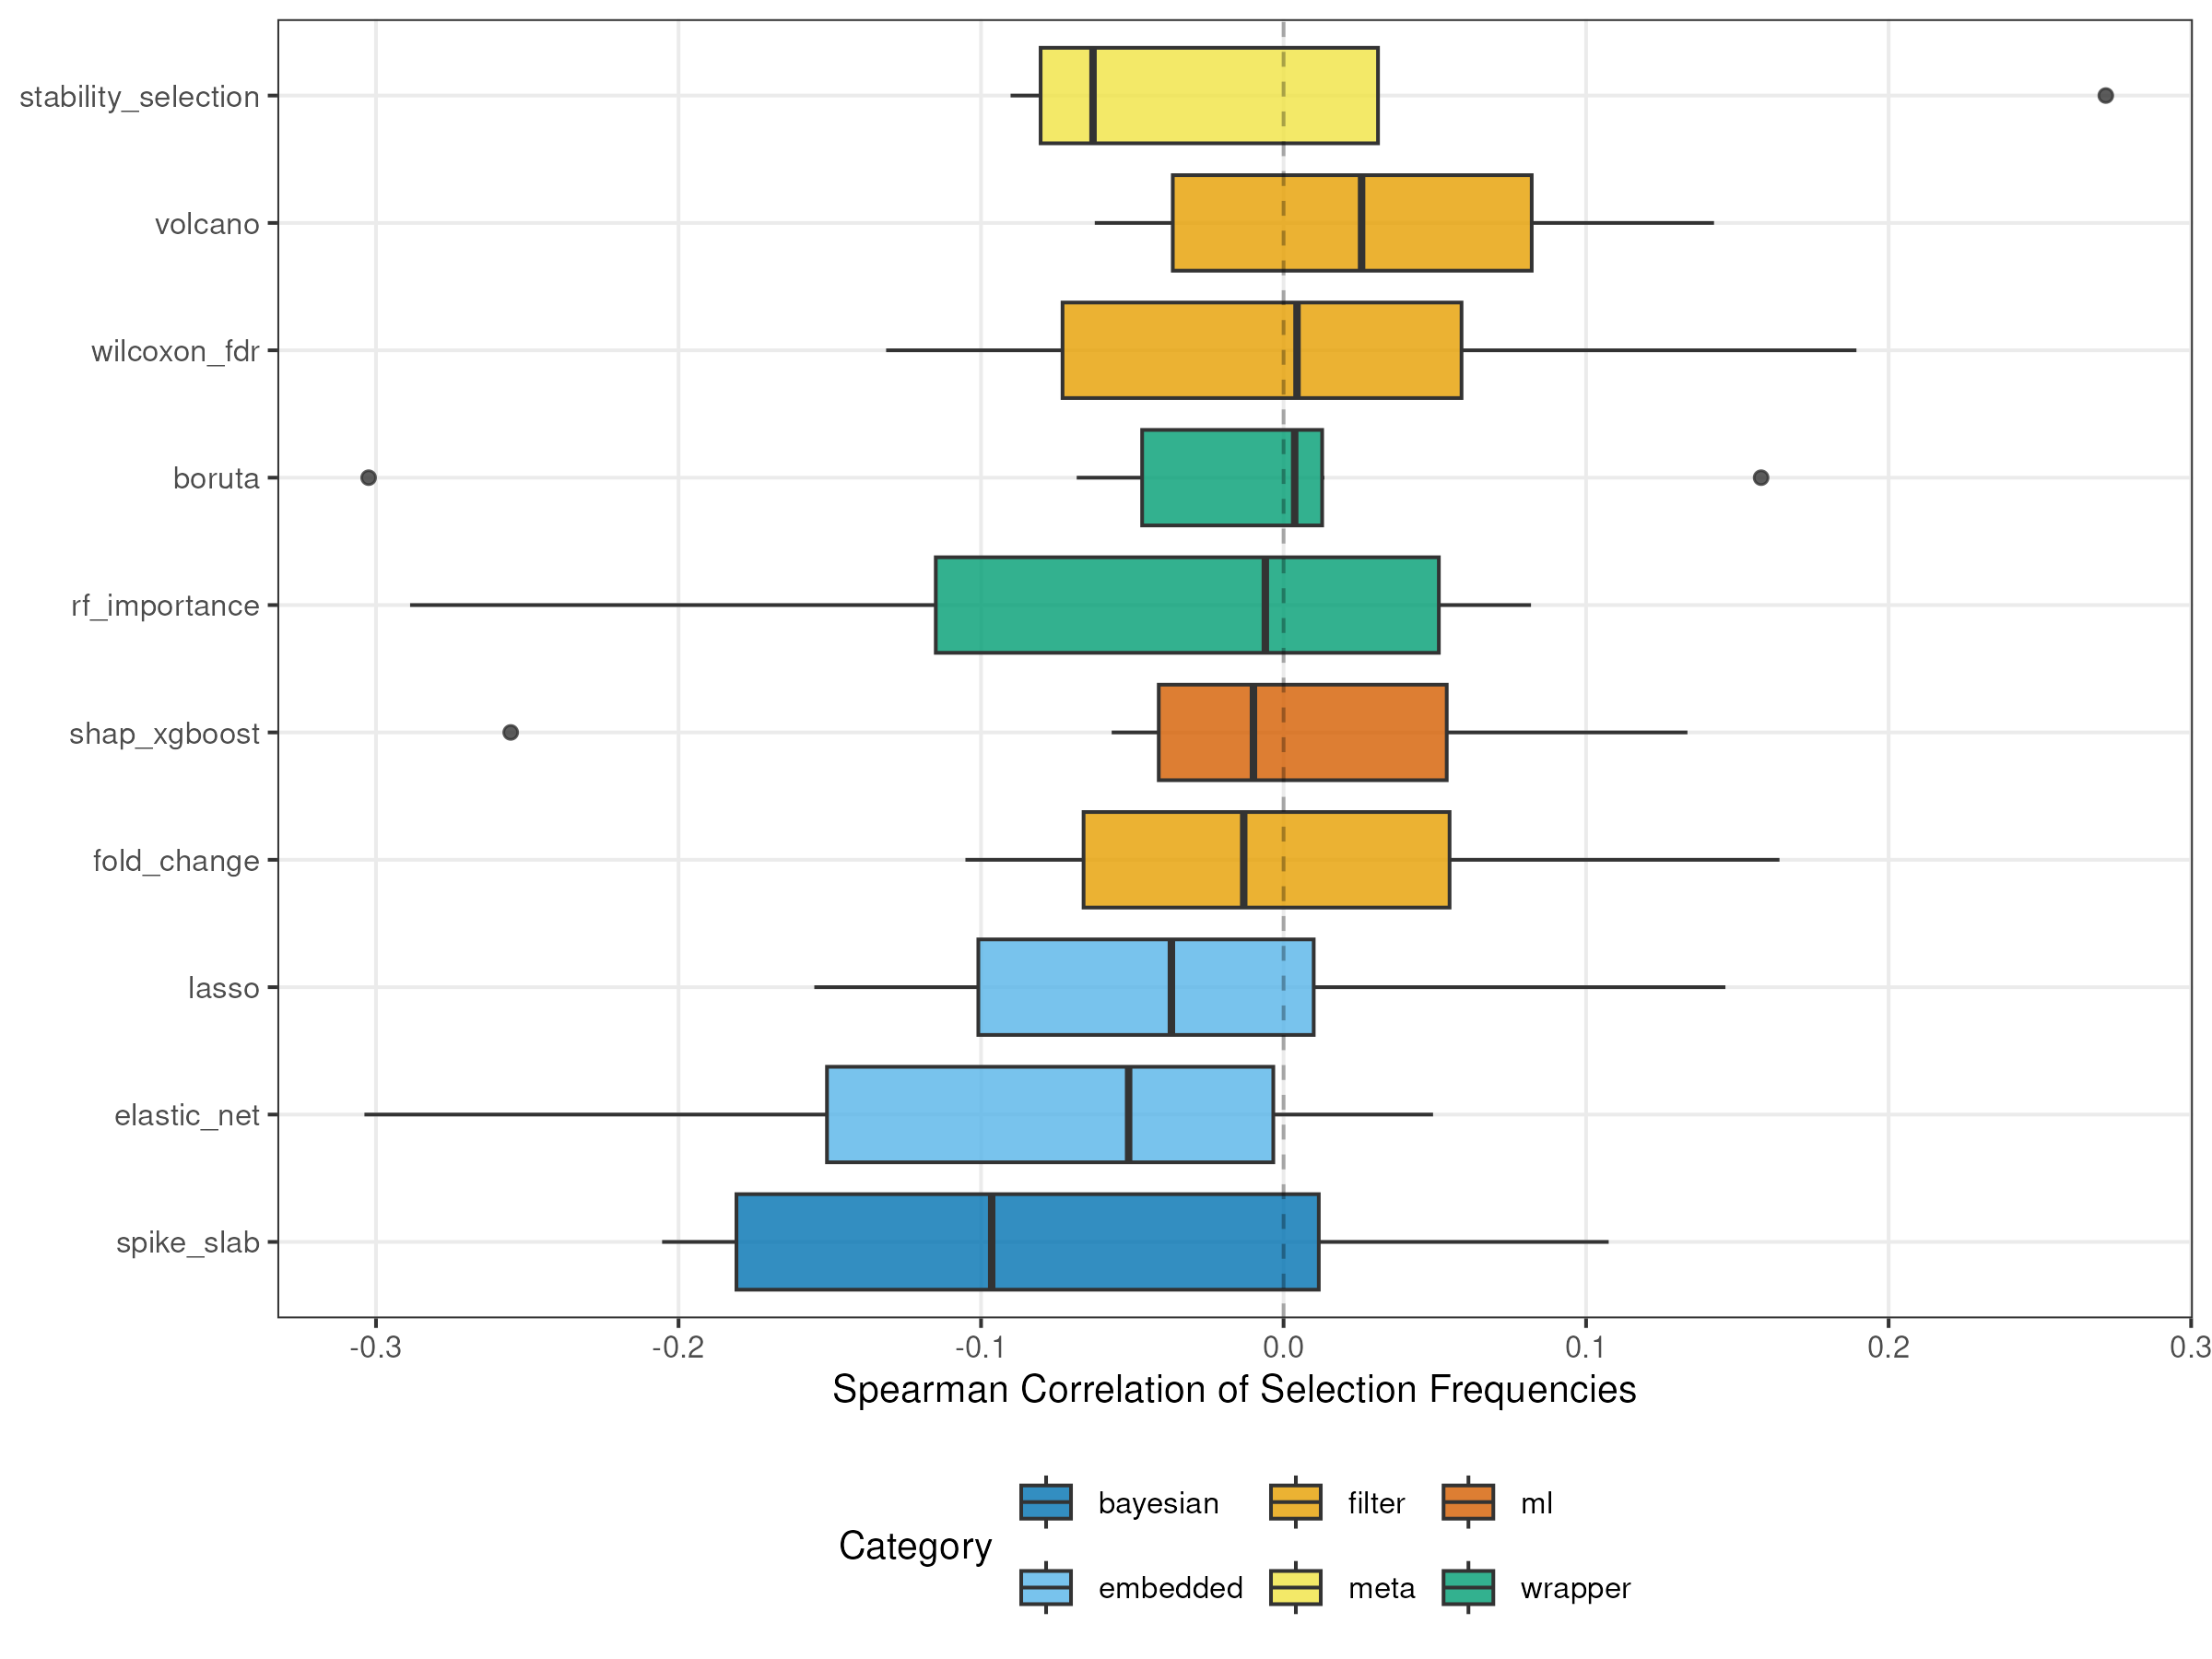 stability_selection
volcano
wilcoxon_fdr
boruta
rf_importance
shap_xgboost
fold_change
lasso
elastic_net
spike_slab
-0.3 -0.2 -0.1 0.0 0.1 0.2 0.3
Spearman Correlation of Selection Frequencies
Category
bayesian filter ml
embedded meta wrapper